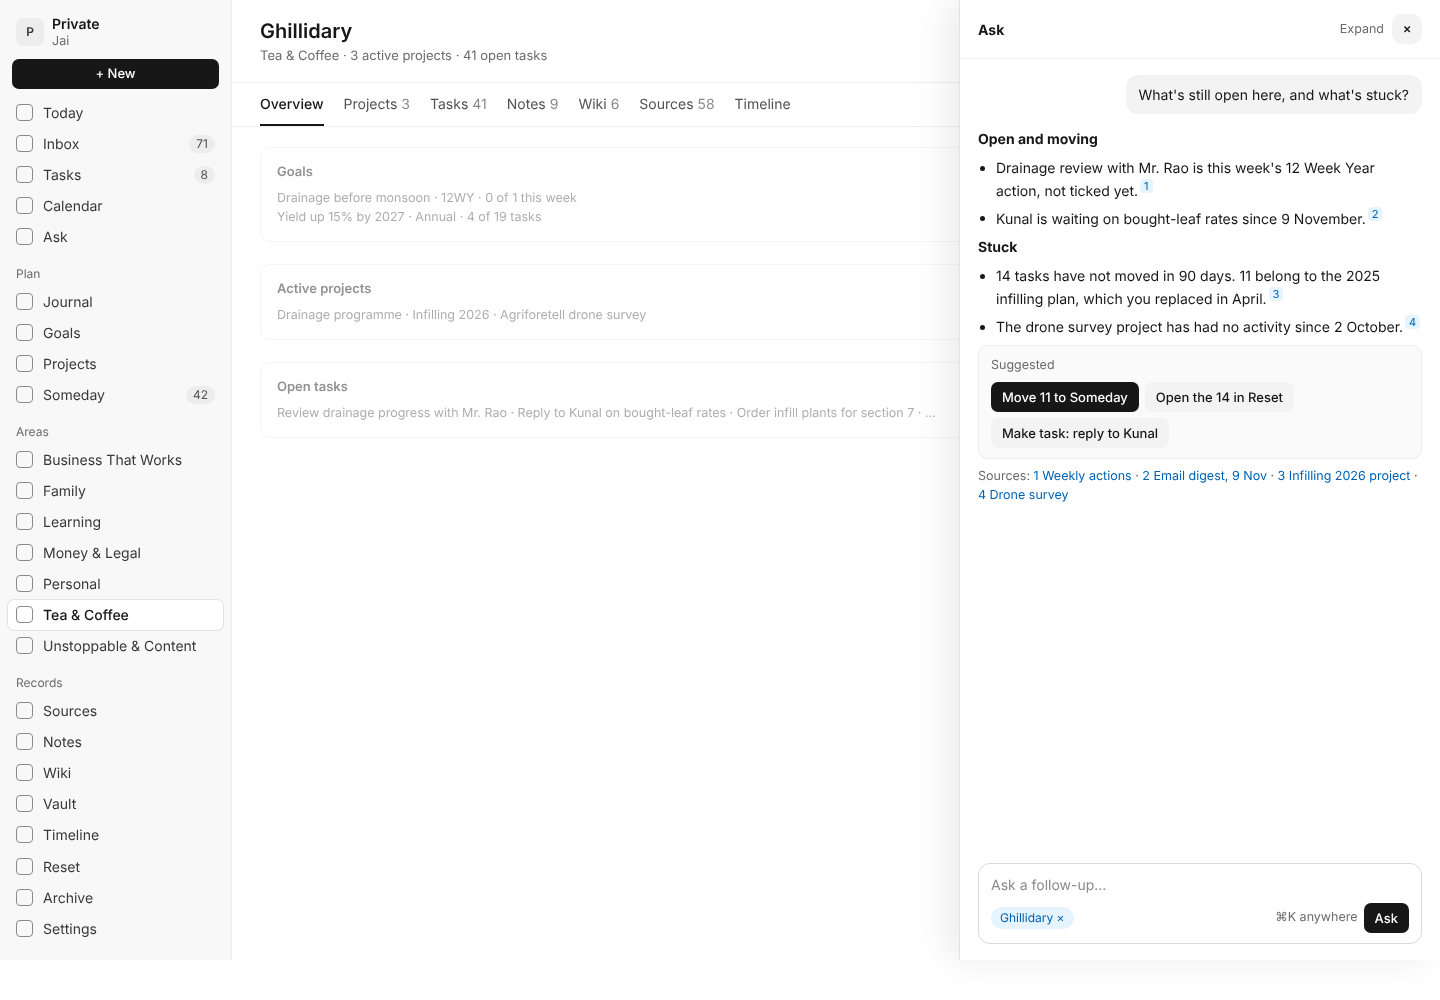 P
Private
Jai
+ New
Today
Inbox 71
Tasks 8
Calendar
Ask
Plan
Journal
Goals
Projects
Someday 42
Areas
Business That Works
Family
Learning
Money & Legal
Personal
Tea & Coffee
Unstoppable & Content
Records
Sources
Notes
Wiki
Vault
Timeline
Reset
Archive
Settings
Ghillidary
Tea & Coffee · 3 active projects · 41 open tasks
Overview Projects 3 Tasks 41 Notes 9 Wiki 6 Sources 58 Timeline
Goals
Drainage before monsoon · 12WY · 0 of 1 this week
Yield up 15% by 2027 · Annual · 4 of 19 tasks
Active projects
Drainage programme · Infilling 2026 · Agriforetell drone survey
Open tasks
Review drainage progress with Mr. Rao · Reply to Kunal on bought-leaf rates · Order infill plants for section 7 · ...
Ask Expand ×
What's still open here, and what's stuck?
Open and moving
• Drainage review with Mr. Rao is this week's 12 Week Year
action, not ticked yet. 1
• Kunal is waiting on bought-leaf rates since 9 November. 2
Stuck
• 14 tasks have not moved in 90 days. 11 belong to the 2025
infilling plan, which you replaced in April. 3
• The drone survey project has had no activity since 2 October. 4
Suggested
Move 11 to Someday Open the 14 in Reset
Make task: reply to Kunal
Sources: 1 Weekly actions · 2 Email digest, 9 Nov · 3 Infilling 2026 project ·
4 Drone survey
Ask a follow-up...
Ghillidary × ⌘K anywhere Ask